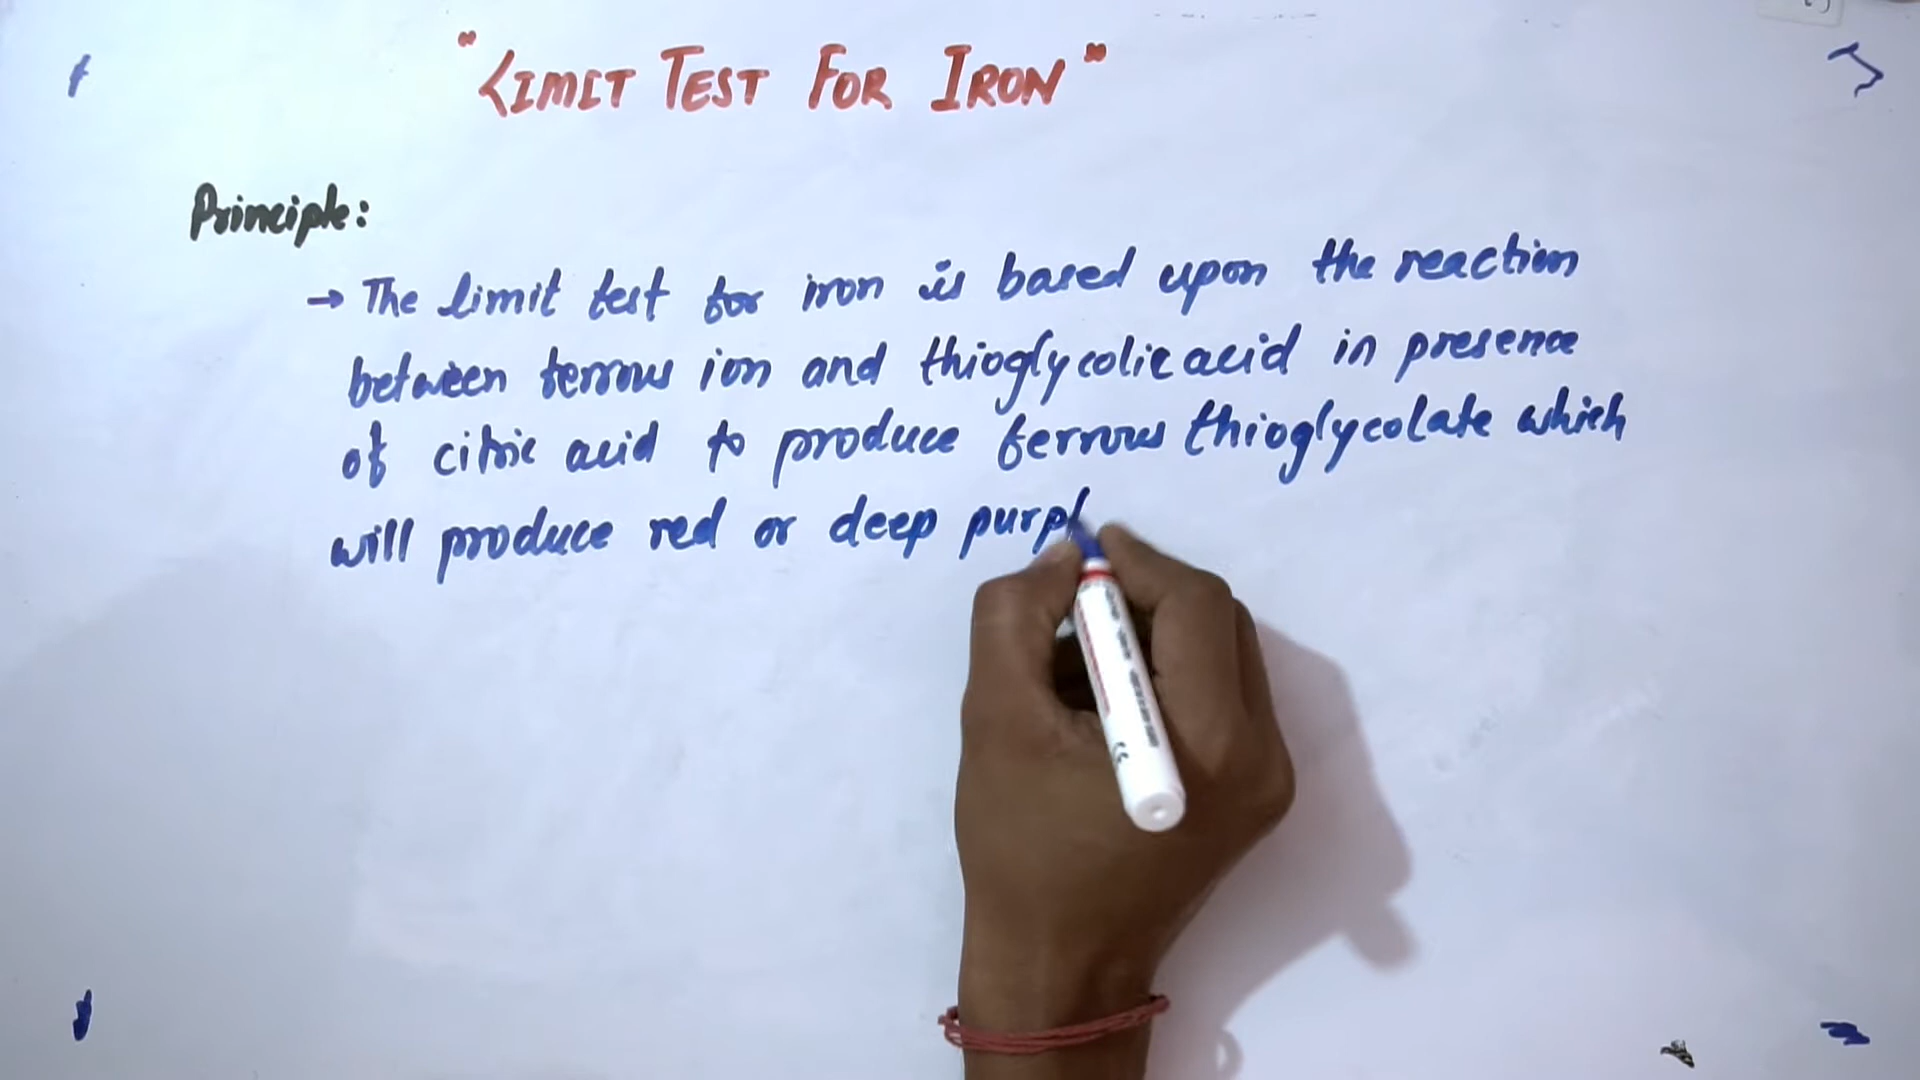 "LIMIT TEST FOR IRON"
Principle:
→ The limit test for iron is based upon the reaction
between ferrous ion and thioglycolic acid in presence
of citric acid to produce ferrous thioglycolate which
will produce red or deep purpl